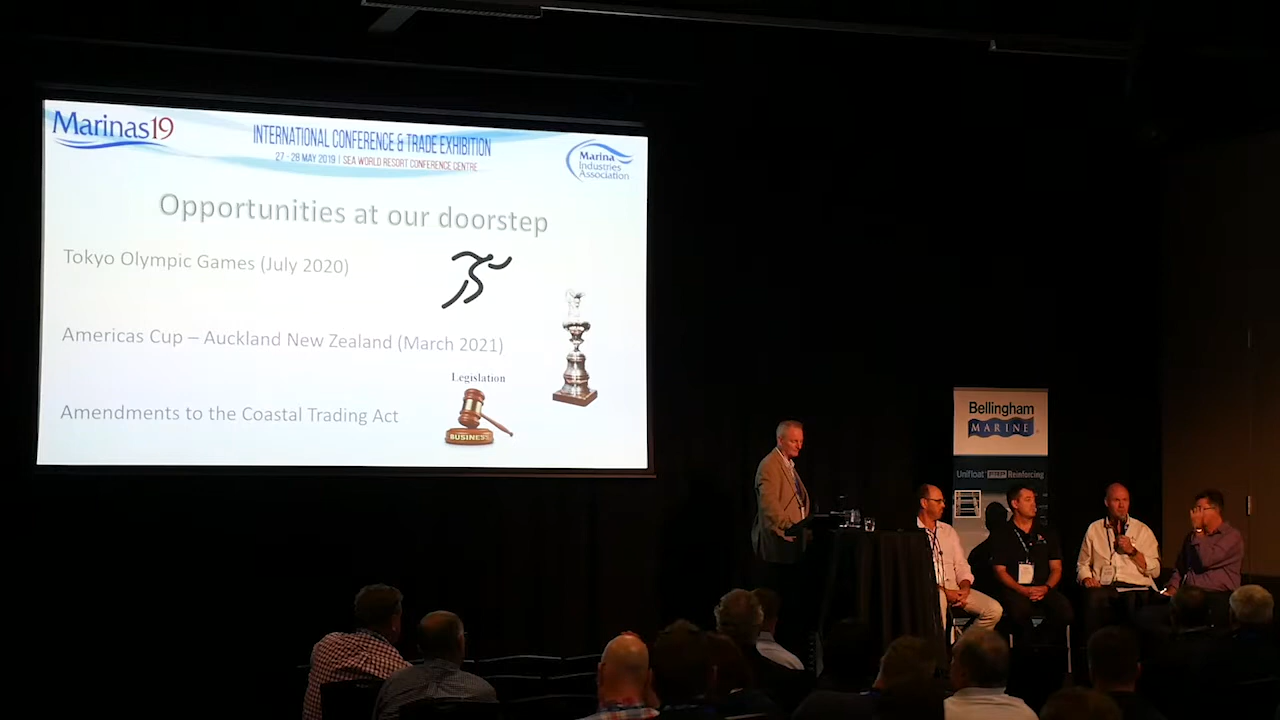 Marinas19
INTERNATIONAL CONFERENCE & TRADE EXHIBITION
27 - 28 MAY 2019 | SEA WORLD RESORT CONFERENCE CENTRE
Marina
Industries
Association
Opportunities at our doorstep
Tokyo Olympic Games (July 2020)
Americas Cup – Auckland New Zealand (March 2021)
Legislation
Amendments to the Coastal Trading Act
BUSINESS
Bellingham
MARINE
Unifloat
Reinforcing